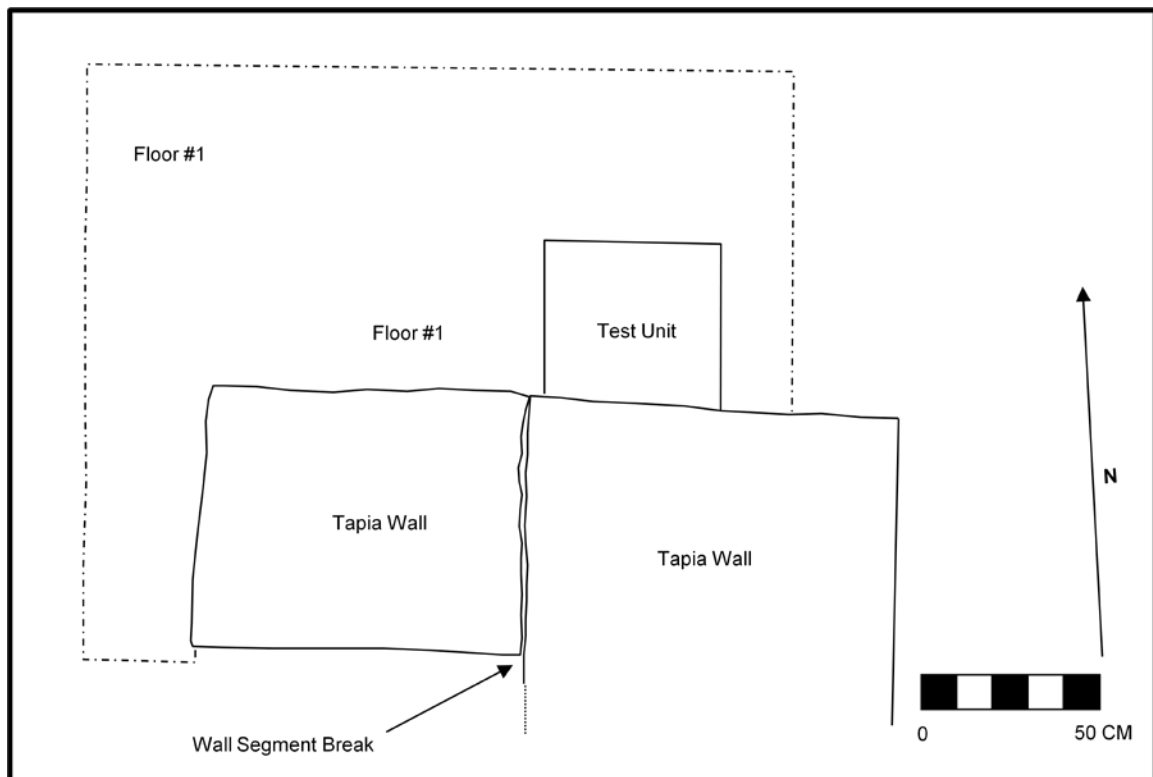 Floor #1
Floor #1
Test Unit
Tapia Wall
Tapia Wall
N
Wall Segment Break
0
50 CM